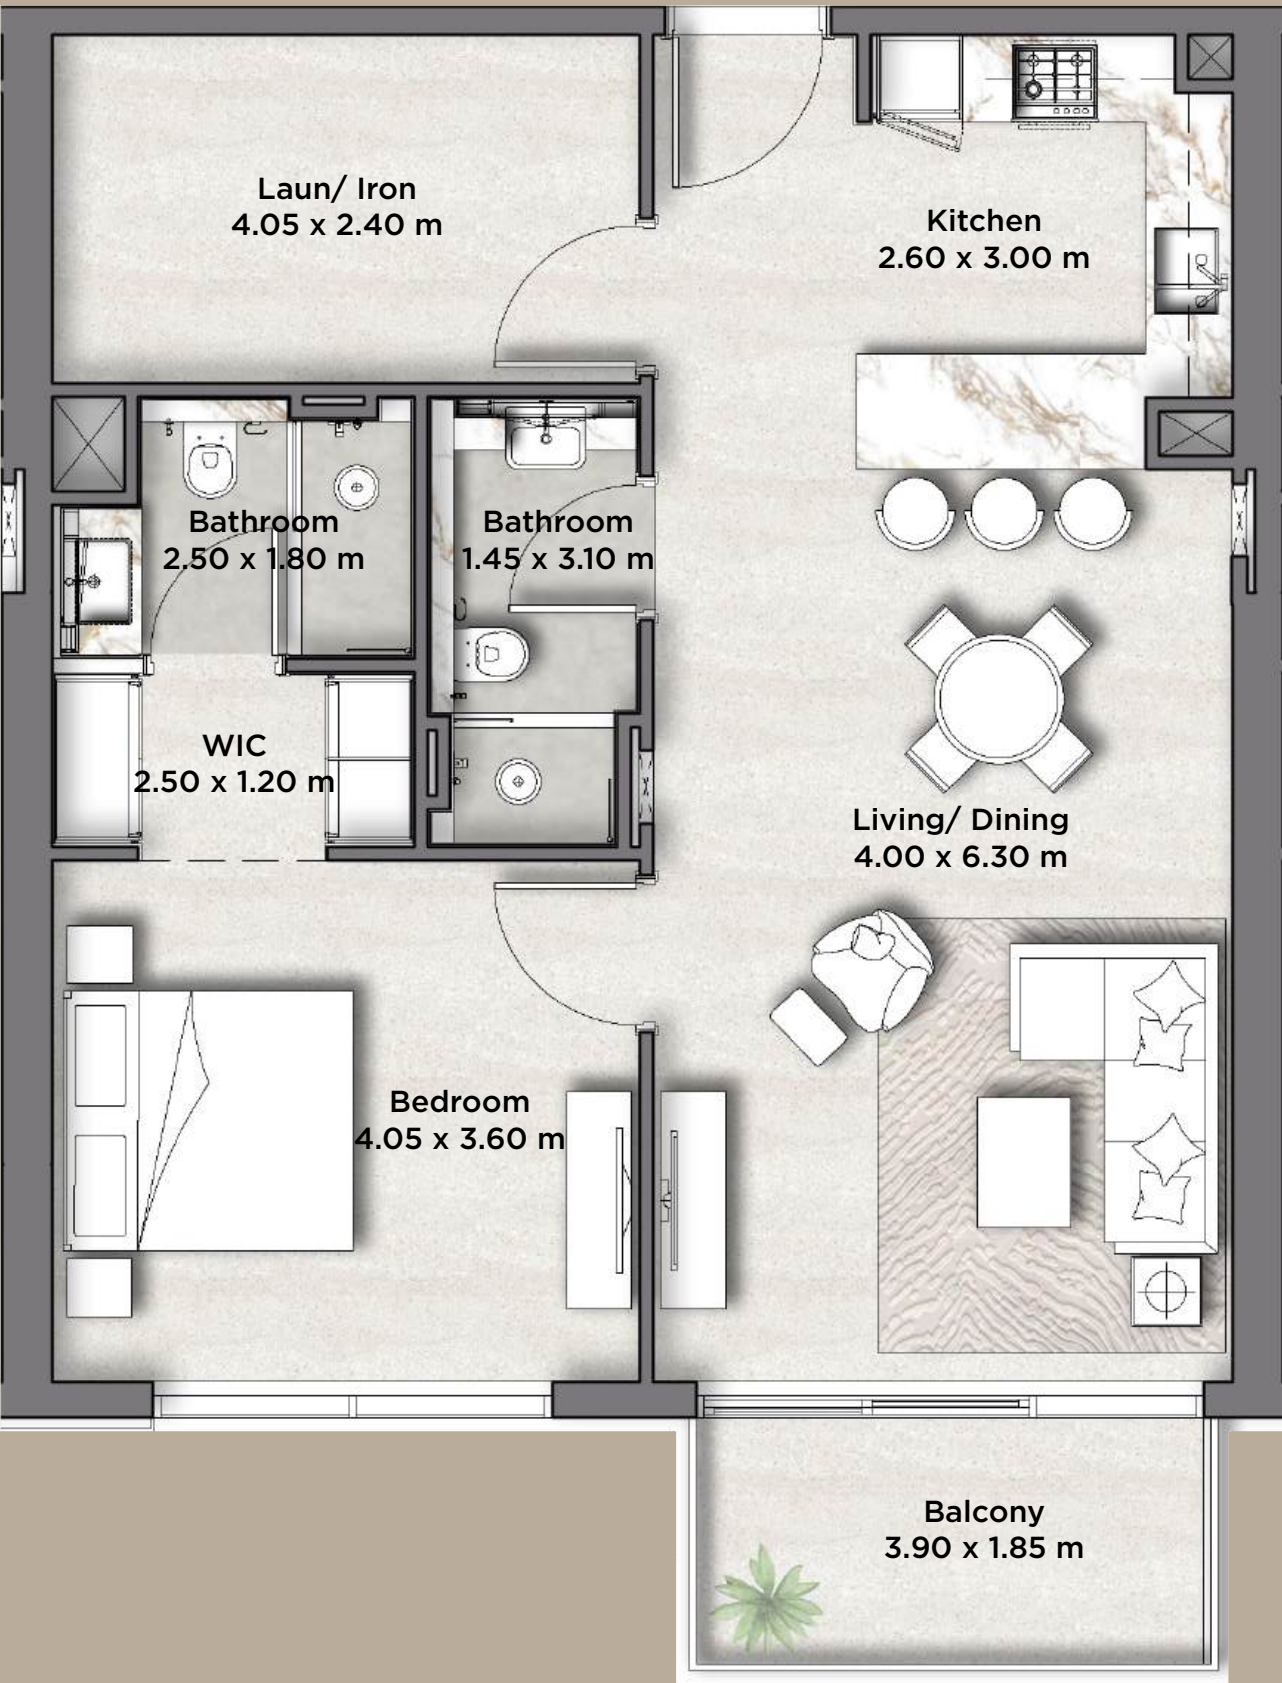 Laun/ Iron
4.05 x 2.40 m
Kitchen
2.60 x 3.00 m
Bathroom
2.50 x 1.80 m
Bathroom
1.45 x 3.10 m
WIC
2.50 x 1.20 m
Living/ Dining
4.00 x 6.30 m
Bedroom
4.05 x 3.60 m
Balcony
3.90 x 1.85 m